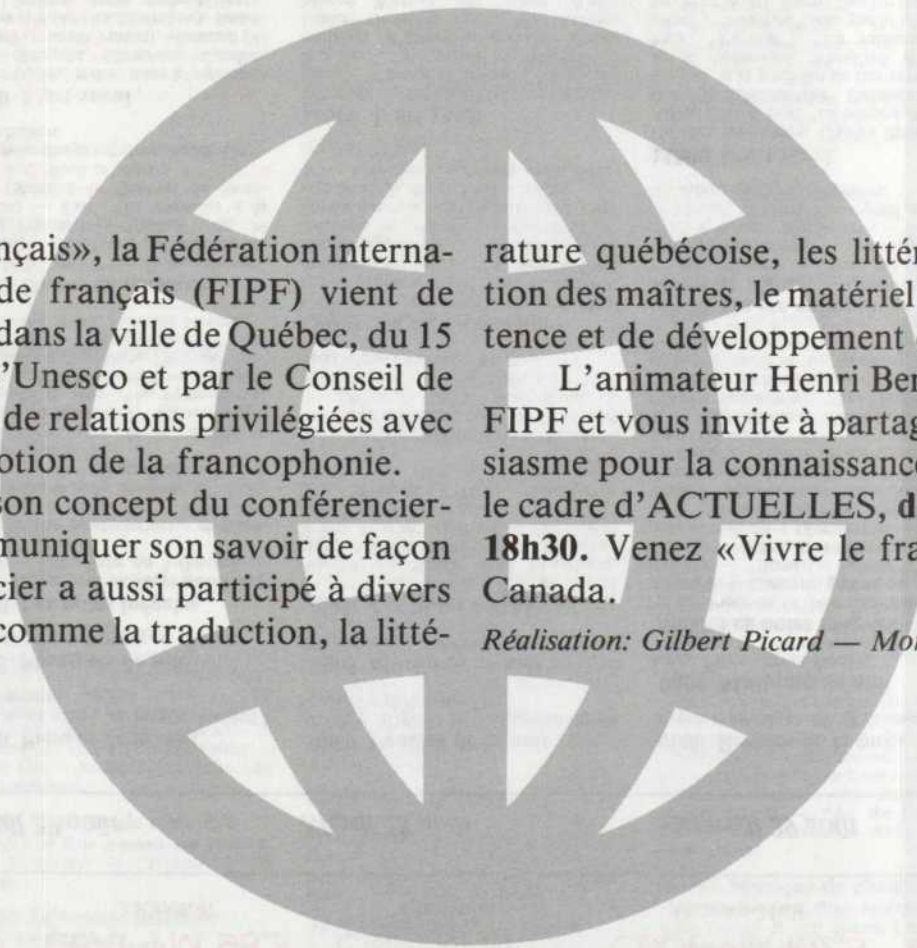 nçais», la Fédération interna-
de français (FIPF) vient de
dans la ville de Québec, du 15
'Unesco et par le Conseil de
de relations privilégiées avec
otion de la francophonie.
son concept du conférencier-
muniquer son savoir de façon
cier a aussi participé à divers
comme la traduction, la litté-
rature québécoise, les littér
tion des maîtres, le matériel
tence et de développement
L'animateur Henri Ber
FIPF et vous invite à partag
siasme pour la connaissance
le cadre d'ACTUELLES, d
18h30. Venez «Vivre le fra
Canada.
Réalisation: Gilbert Picard — Mo